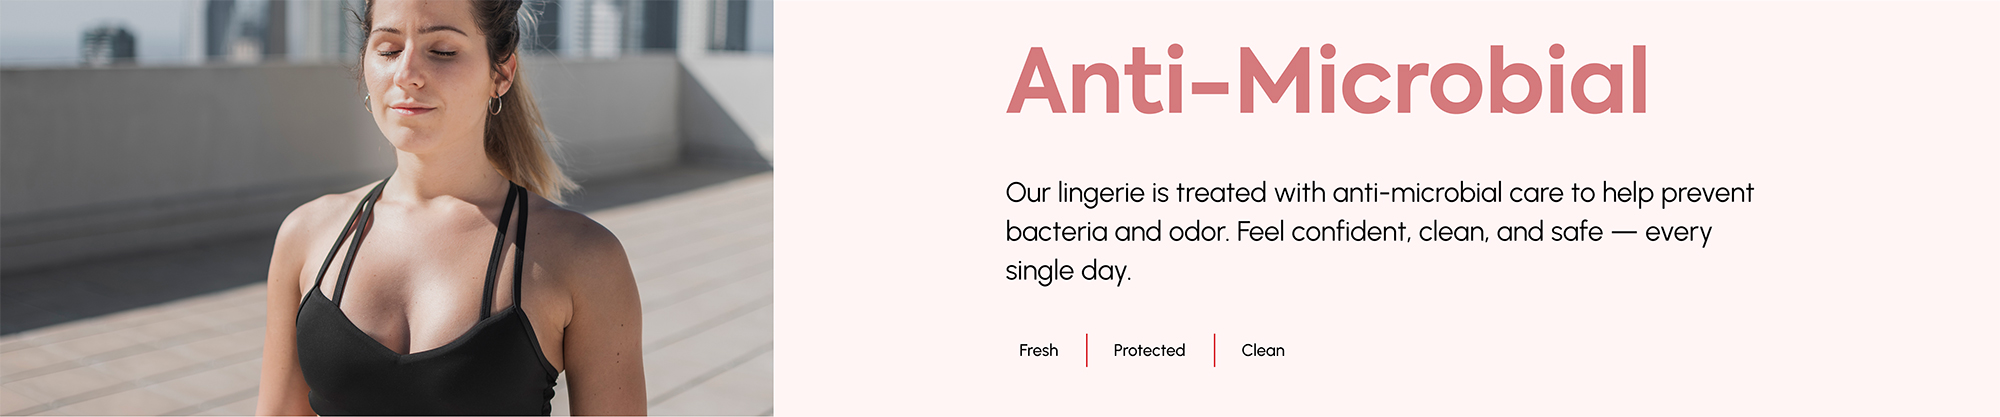 Anti-Microbial
Our lingerie is treated with anti-microbial care to help prevent
bacteria and odor. Feel confident, clean, and safe — every
single day.
Fresh
Protected
Clean